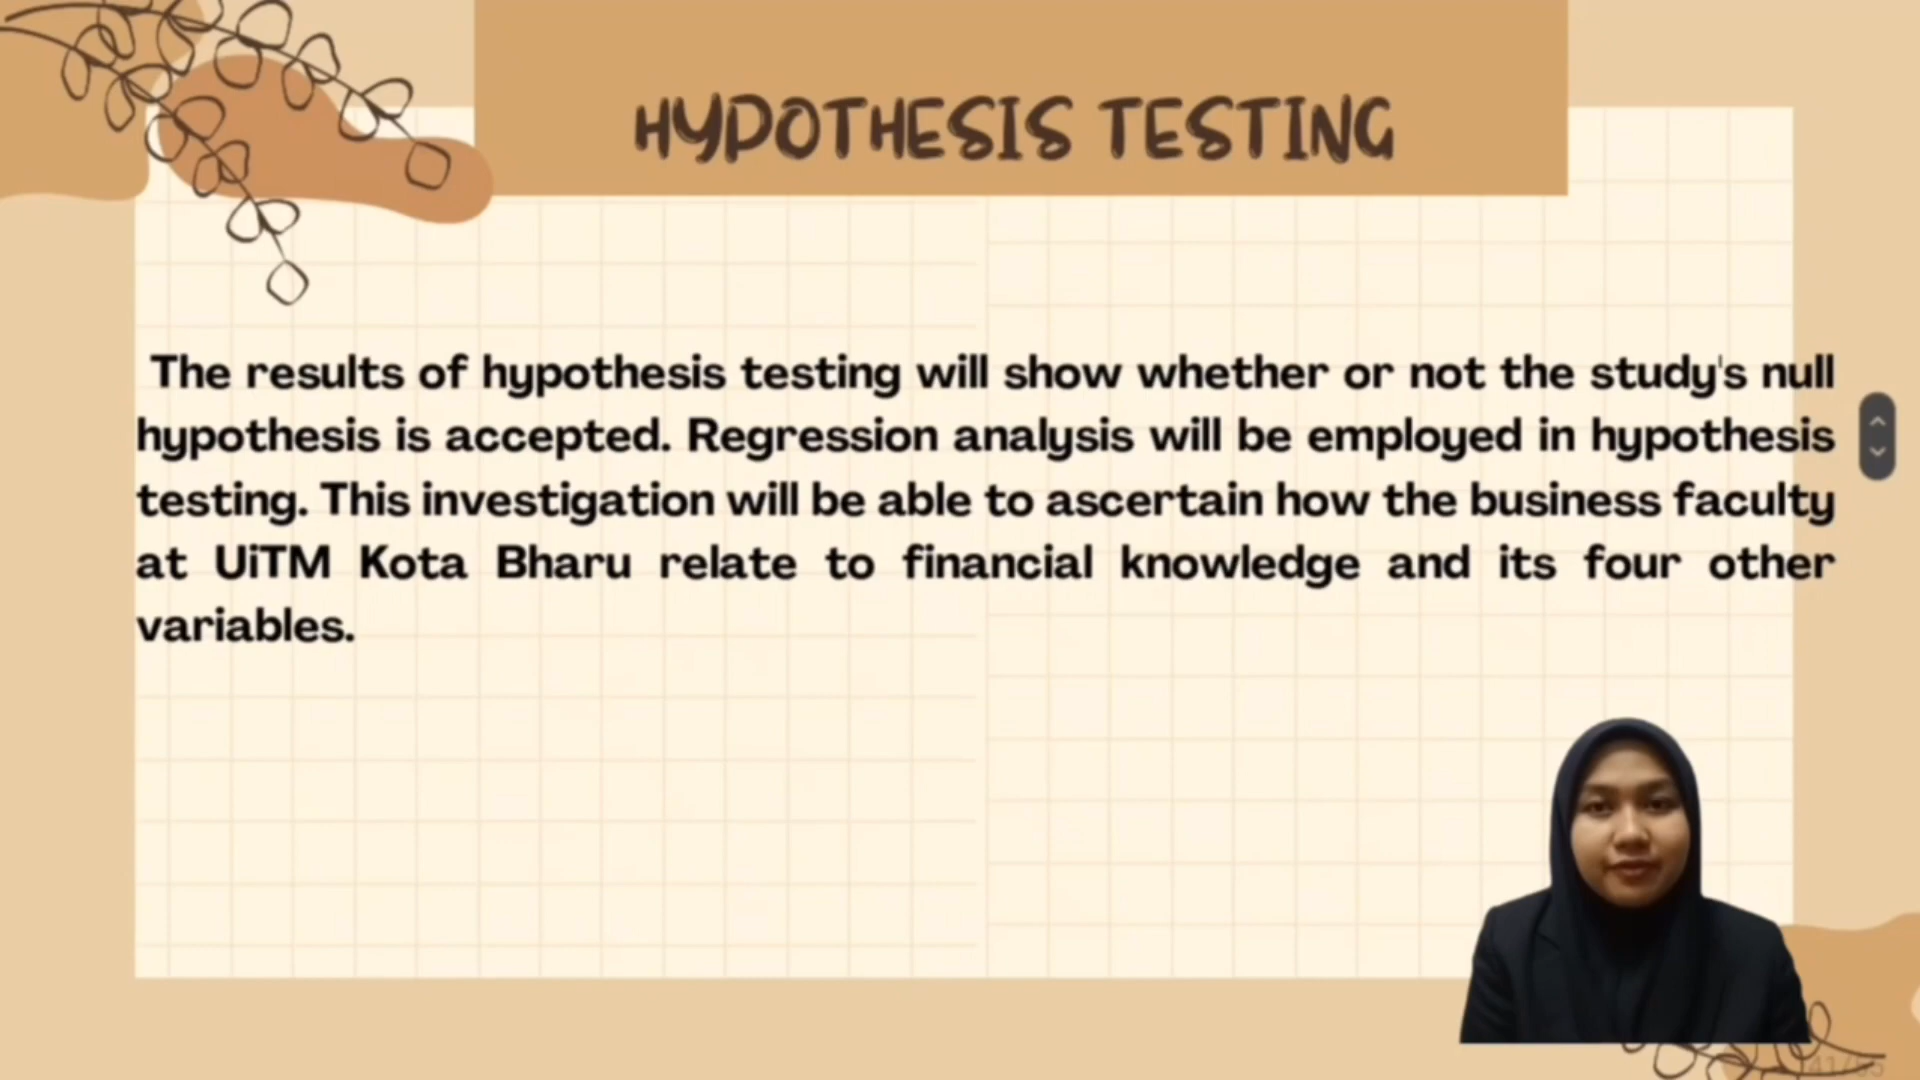 HYPOTHESIS TESTING
The results of hypothesis testing will show whether or not the study's null
hypothesis is accepted. Regression analysis will be employed in hypothesis
testing. This investigation will be able to ascertain how the business faculty
at UiTM Kota Bharu relate to financial knowledge and its four other
variables.